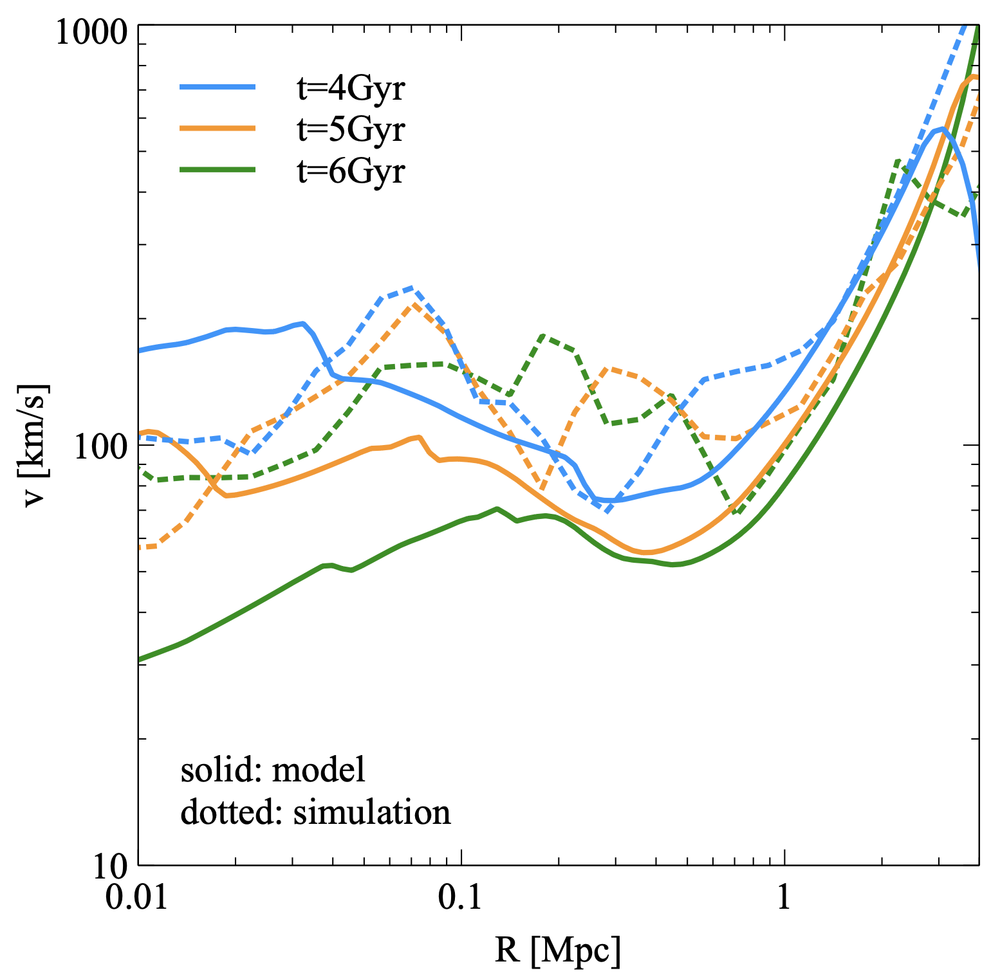 1000
t=4Gyr
t=5Gyr
t=6Gyr
v [km/s]
100
solid: model
dotted: simulation
10
0.01 0.1 1
R [Mpc]